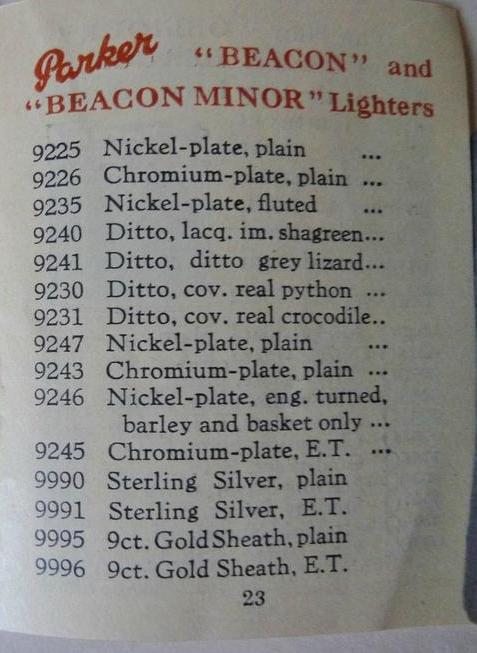 Parker "BEACON" and
"BEACON MINOR" Lighters
9225 Nickel-plate, plain ...
9226 Chromium-plate, plain ...
9235 Nickel-plate, fluted ...
9240 Ditto, lacq. im. shagreen...
9241 Ditto, ditto grey lizard...
9230 Ditto, cov. real python ...
9231 Ditto, cov. real crocodile..
9247 Nickel-plate, plain ...
9243 Chromium-plate, plain ...
9246 Nickel-plate, eng. turned,
barley and basket only ...
9245 Chromium-plate, E.T. ...
9990 Sterling Silver, plain
9991 Sterling Silver, E.T.
9995 9ct. Gold Sheath, plain
9996 9ct. Gold Sheath, E.T.
23